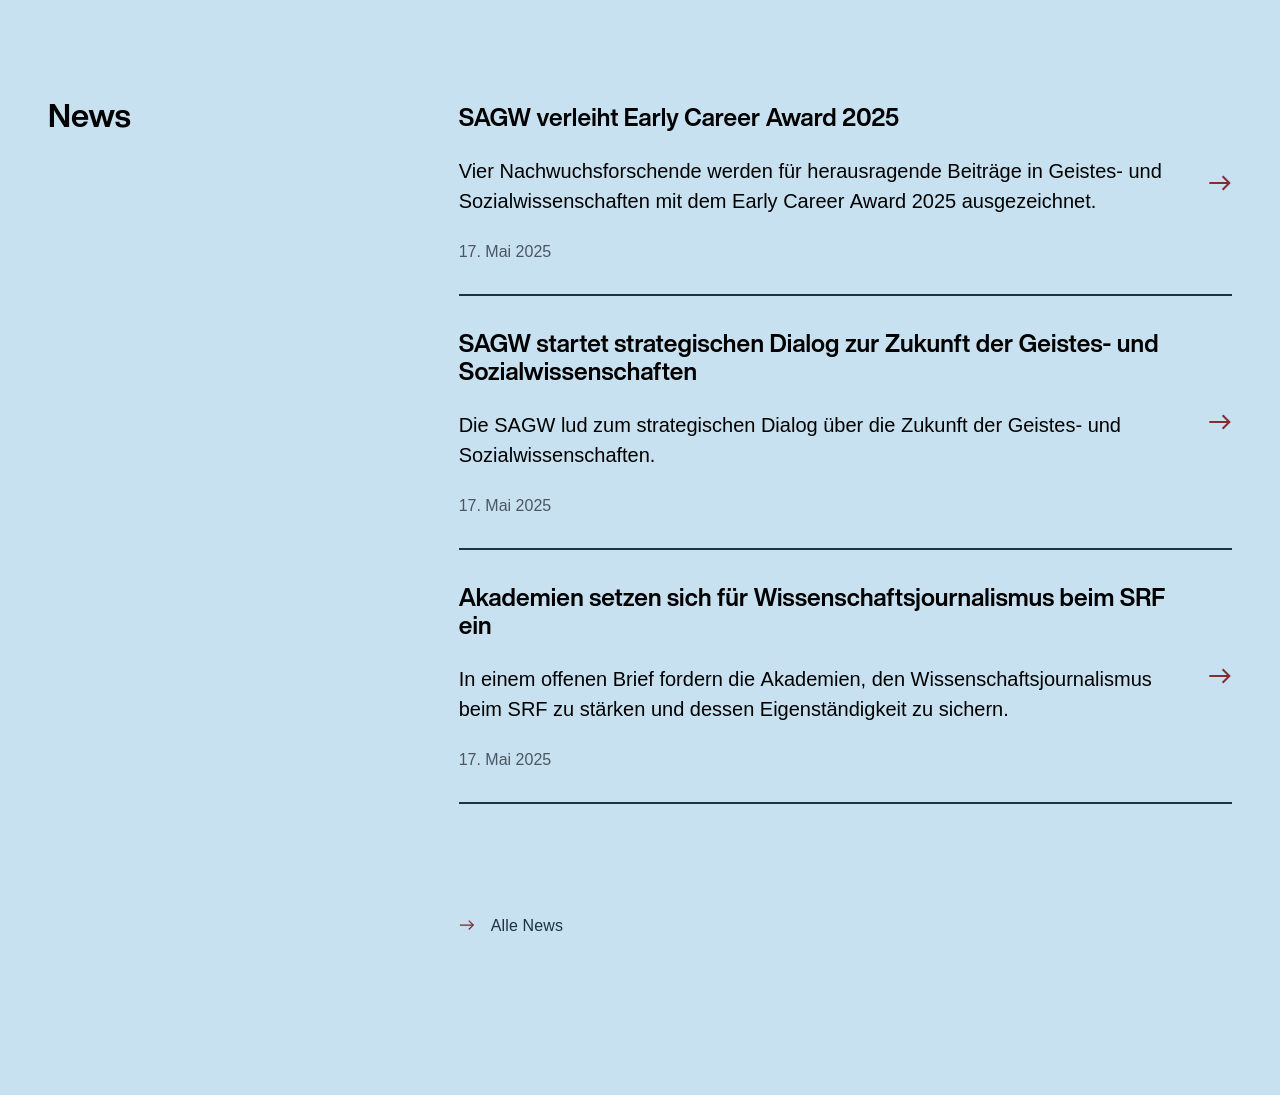 News
SAGW verleiht Early Career Award 2025
Vier Nachwuchsforschende werden für herausragende Beiträge in Geistes- und
Sozialwissenschaften mit dem Early Career Award 2025 ausgezeichnet.
17. Mai 2025
SAGW startet strategischen Dialog zur Zukunft der Geistes- und
Sozialwissenschaften
Die SAGW lud zum strategischen Dialog über die Zukunft der Geistes- und
Sozialwissenschaften.
17. Mai 2025
Akademien setzen sich für Wissenschaftsjournalismus beim SRF
ein
In einem offenen Brief fordern die Akademien, den Wissenschaftsjournalismus
beim SRF zu stärken und dessen Eigenständigkeit zu sichern.
17. Mai 2025
Alle News